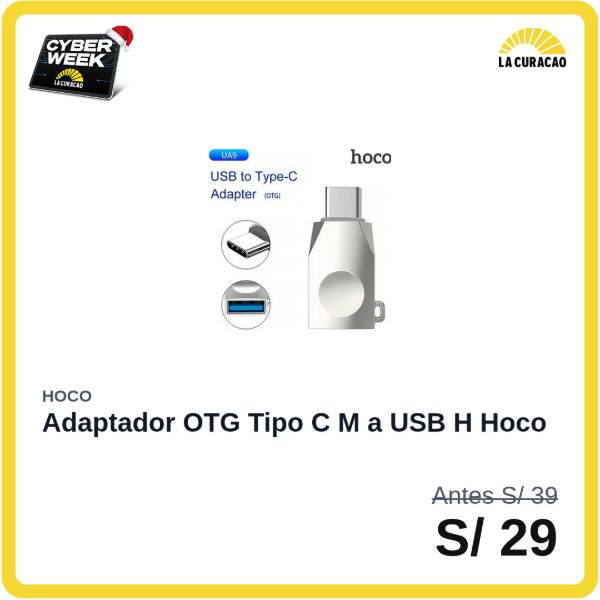 CYBER
WEEK
LA CURACAO
LA CURACAO
UA9
hoco
USB to Type-C
Adapter (OTG)
HOCO
Adaptador OTG Tipo C M a USB H Hoco
Antes S/ 39
S/ 29